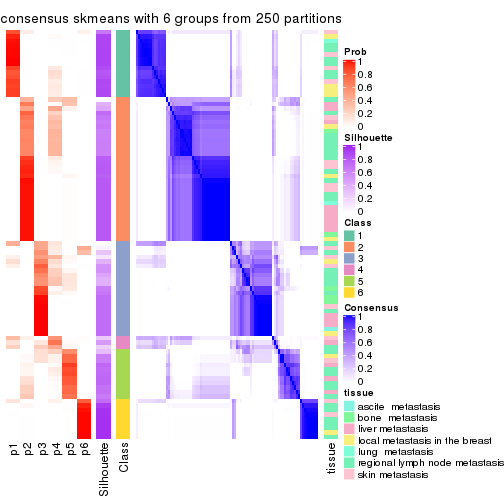 consensus skmeans with 6 groups from 250 partitions
Prob
1
0.8
0.6
0.4
0.2
0
Silhouette
1
0.8
0.6
0.4
0.2
0
Class
1
2
3
4
5
6
Consensus
1
0.8
0.6
0.4
0.2
0
tissue
ascite metastasis
bone metastasis
liver metastasis
local metastasis in the breast
lung metastasis
regional lymph node metastasis
skin metastasis
p1
p2
p3
p4
p5
p6
Silhouette
Class
tissue